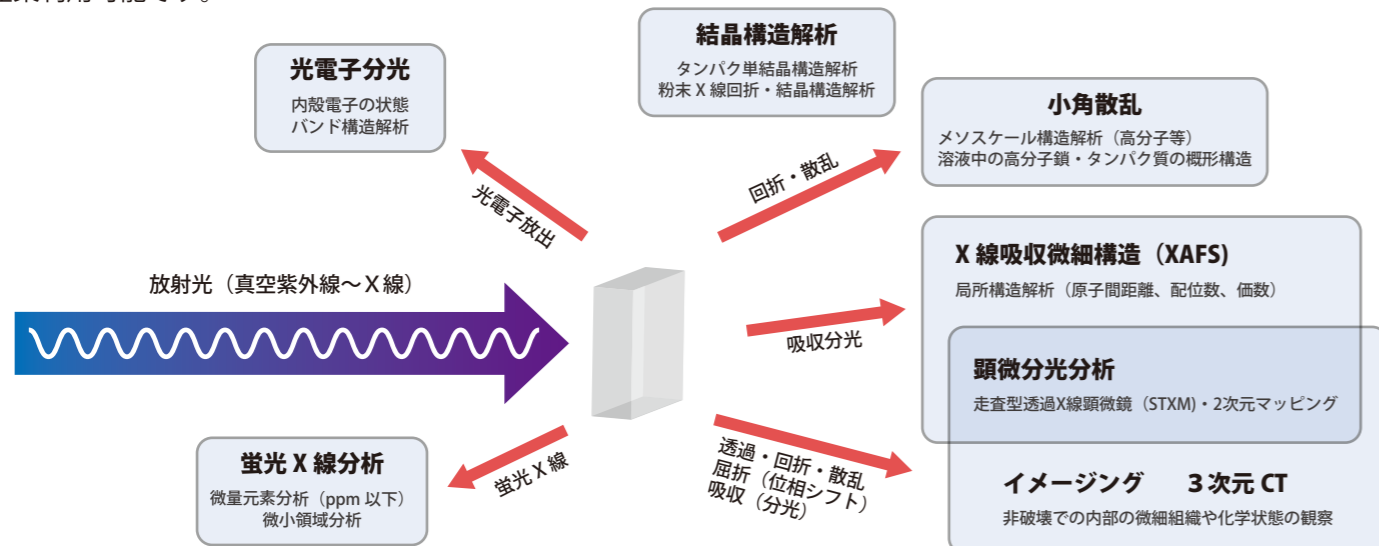 結晶構造解析
タンパク単結晶構造解析
粉末 X 線回折・結晶構造解析
光電子分光
内殻電子の状態
バンド構造解析
小角散乱
メソスケール構造解析（高分子等）
溶液中の高分子鎖・タンパク質の概形構造
回折・散乱
光電子放出
X 線吸収微細構造（XAFS)
局所構造解析（原子間距離、配位数、価数）
放射光（真空紫外線～X 線）
吸収分光
顕微分光分析
走査型透過X線顕微鏡（STXM)・2次元マッピング
蛍光 X 線分析
微量元素分析（ppm 以下）
微小領域分析
蛍光 X 線
透過・回折・散乱
屈折（位相シフト）
吸収（分光）
イメージング　3 次元 CT
非破壊での内部の微細組織や化学状態の観察